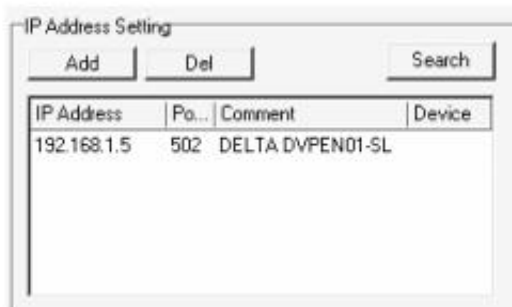 IP Address Setting
Add Del Search
IP Address Po... Comment Device
192.168.1.5 502 DELTA DVPEN01-SL